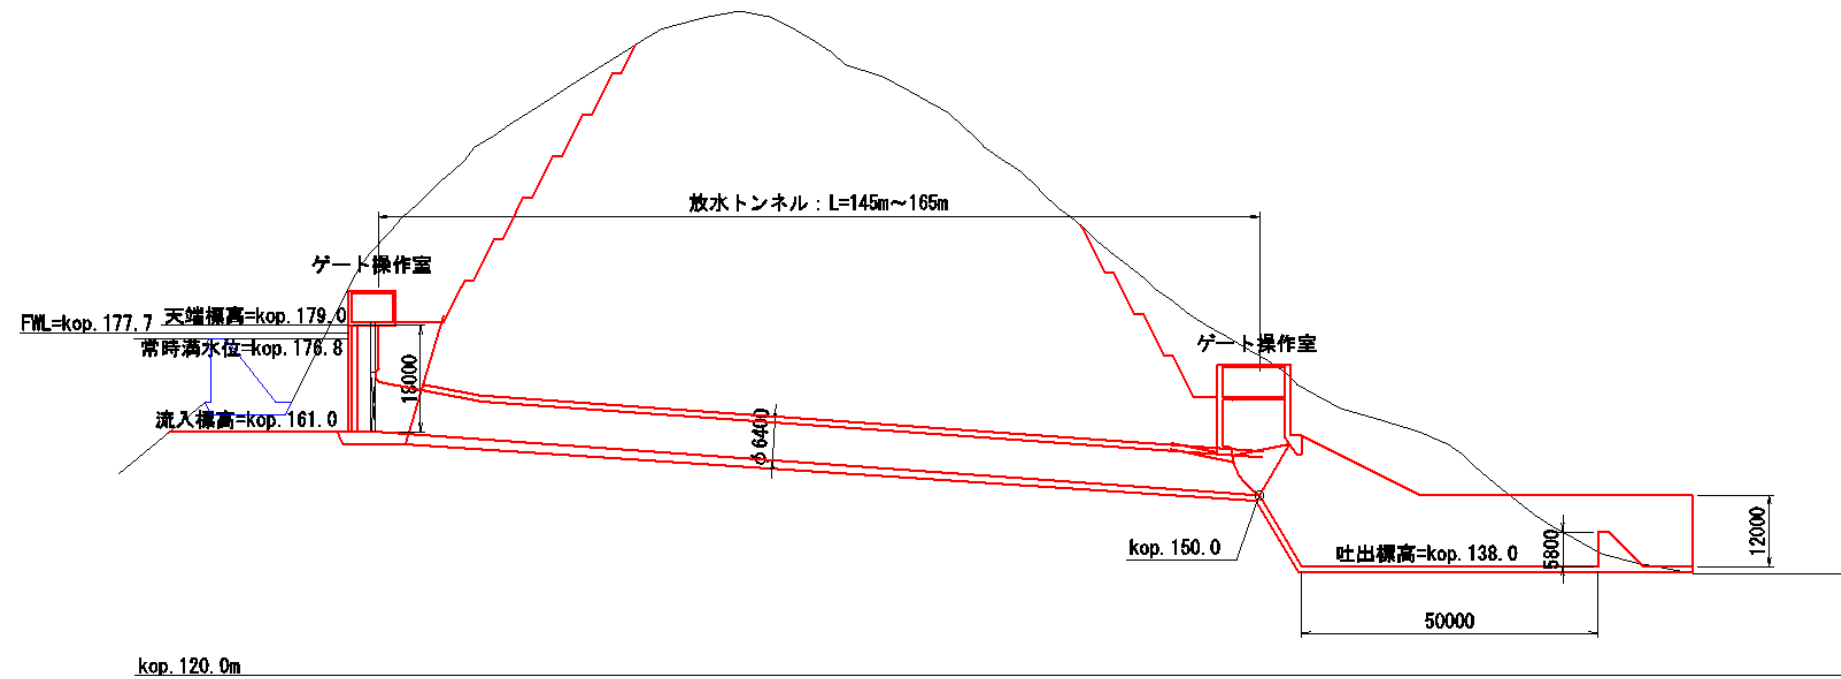 放水トンネル：L=145m～165m
ゲート操作室
天端標高=kop.179.0
FWL=kop.177.7
常時満水位=kop.176.8
ゲート操作室
18000
流入標高=kop.161.0
φ6400
kop.150.0
吐出標高=kop.138.0
5800
12000
50000
kop.120.0m